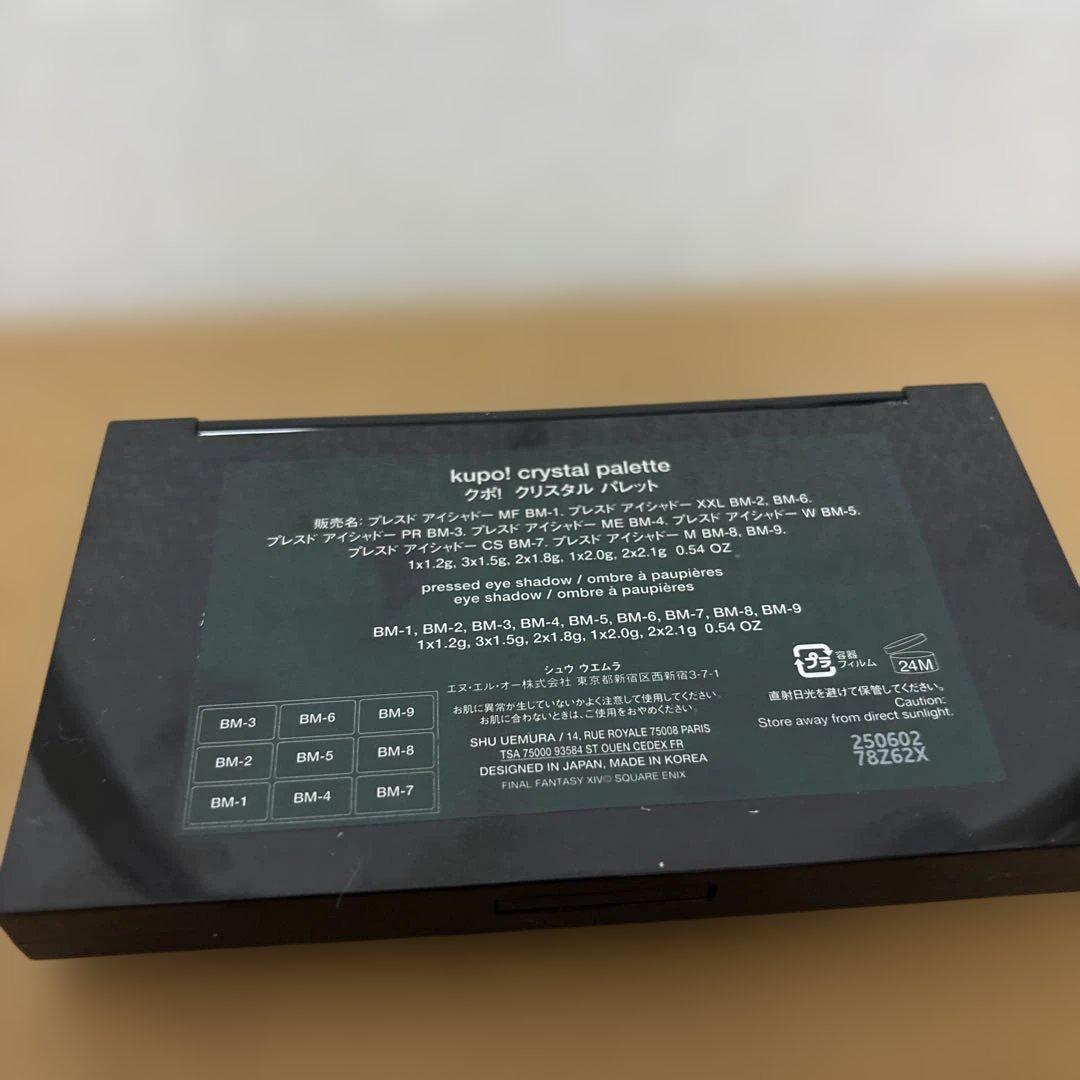 kupo! crystal palette
クポ! クリスタル パレット
販売名: プレスド アイシャドー MF BM-1. プレスド アイシャドー XXL BM-2, BM-6.
プレスド アイシャドー PR BM-3. プレスド アイシャドー ME BM-4. プレスド アイシャドー W BM-5.
プレスド アイシャドー CS BM-7. プレスド アイシャドー M BM-8, BM-9.
1x1.2g, 3x1.5g, 2x1.8g, 1x2.0g, 2x2.1g 0.54 OZ
pressed eye shadow / ombre à paupières
eye shadow / ombre à paupières
BM-1, BM-2, BM-3, BM-4, BM-5, BM-6, BM-7, BM-8, BM-9
1x1.2g, 3x1.5g, 2x1.8g, 1x2.0g, 2x2.1g 0.54 OZ
シュウ ウエムラ
エヌ・エル・オー株式会社 東京都新宿区西新宿3-7-1
お肌に異常が生じていないかよく注意して使用してください。
お肌に合わないときは、ご使用をおやめください。
SHU UEMURA / 14, RUE ROYALE 75008 PARIS
TSA 75000 93584 ST OUEN CEDEX FR
DESIGNED IN JAPAN, MADE IN KOREA
FINAL FANTASY XIV© SQUARE ENIX
BM-3 BM-6 BM-9
BM-2 BM-5 BM-8
BM-1 BM-4 BM-7
プラ
容器
フィルム
24M
直射日光を避けて保管してください。
Caution:
Store away from direct sunlight.
250602
78Z62X